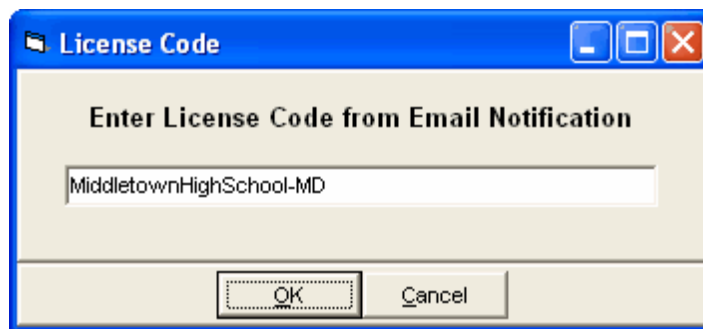 License Code
Enter License Code from Email Notification
MiddletownHighSchool-MD
OK Cancel